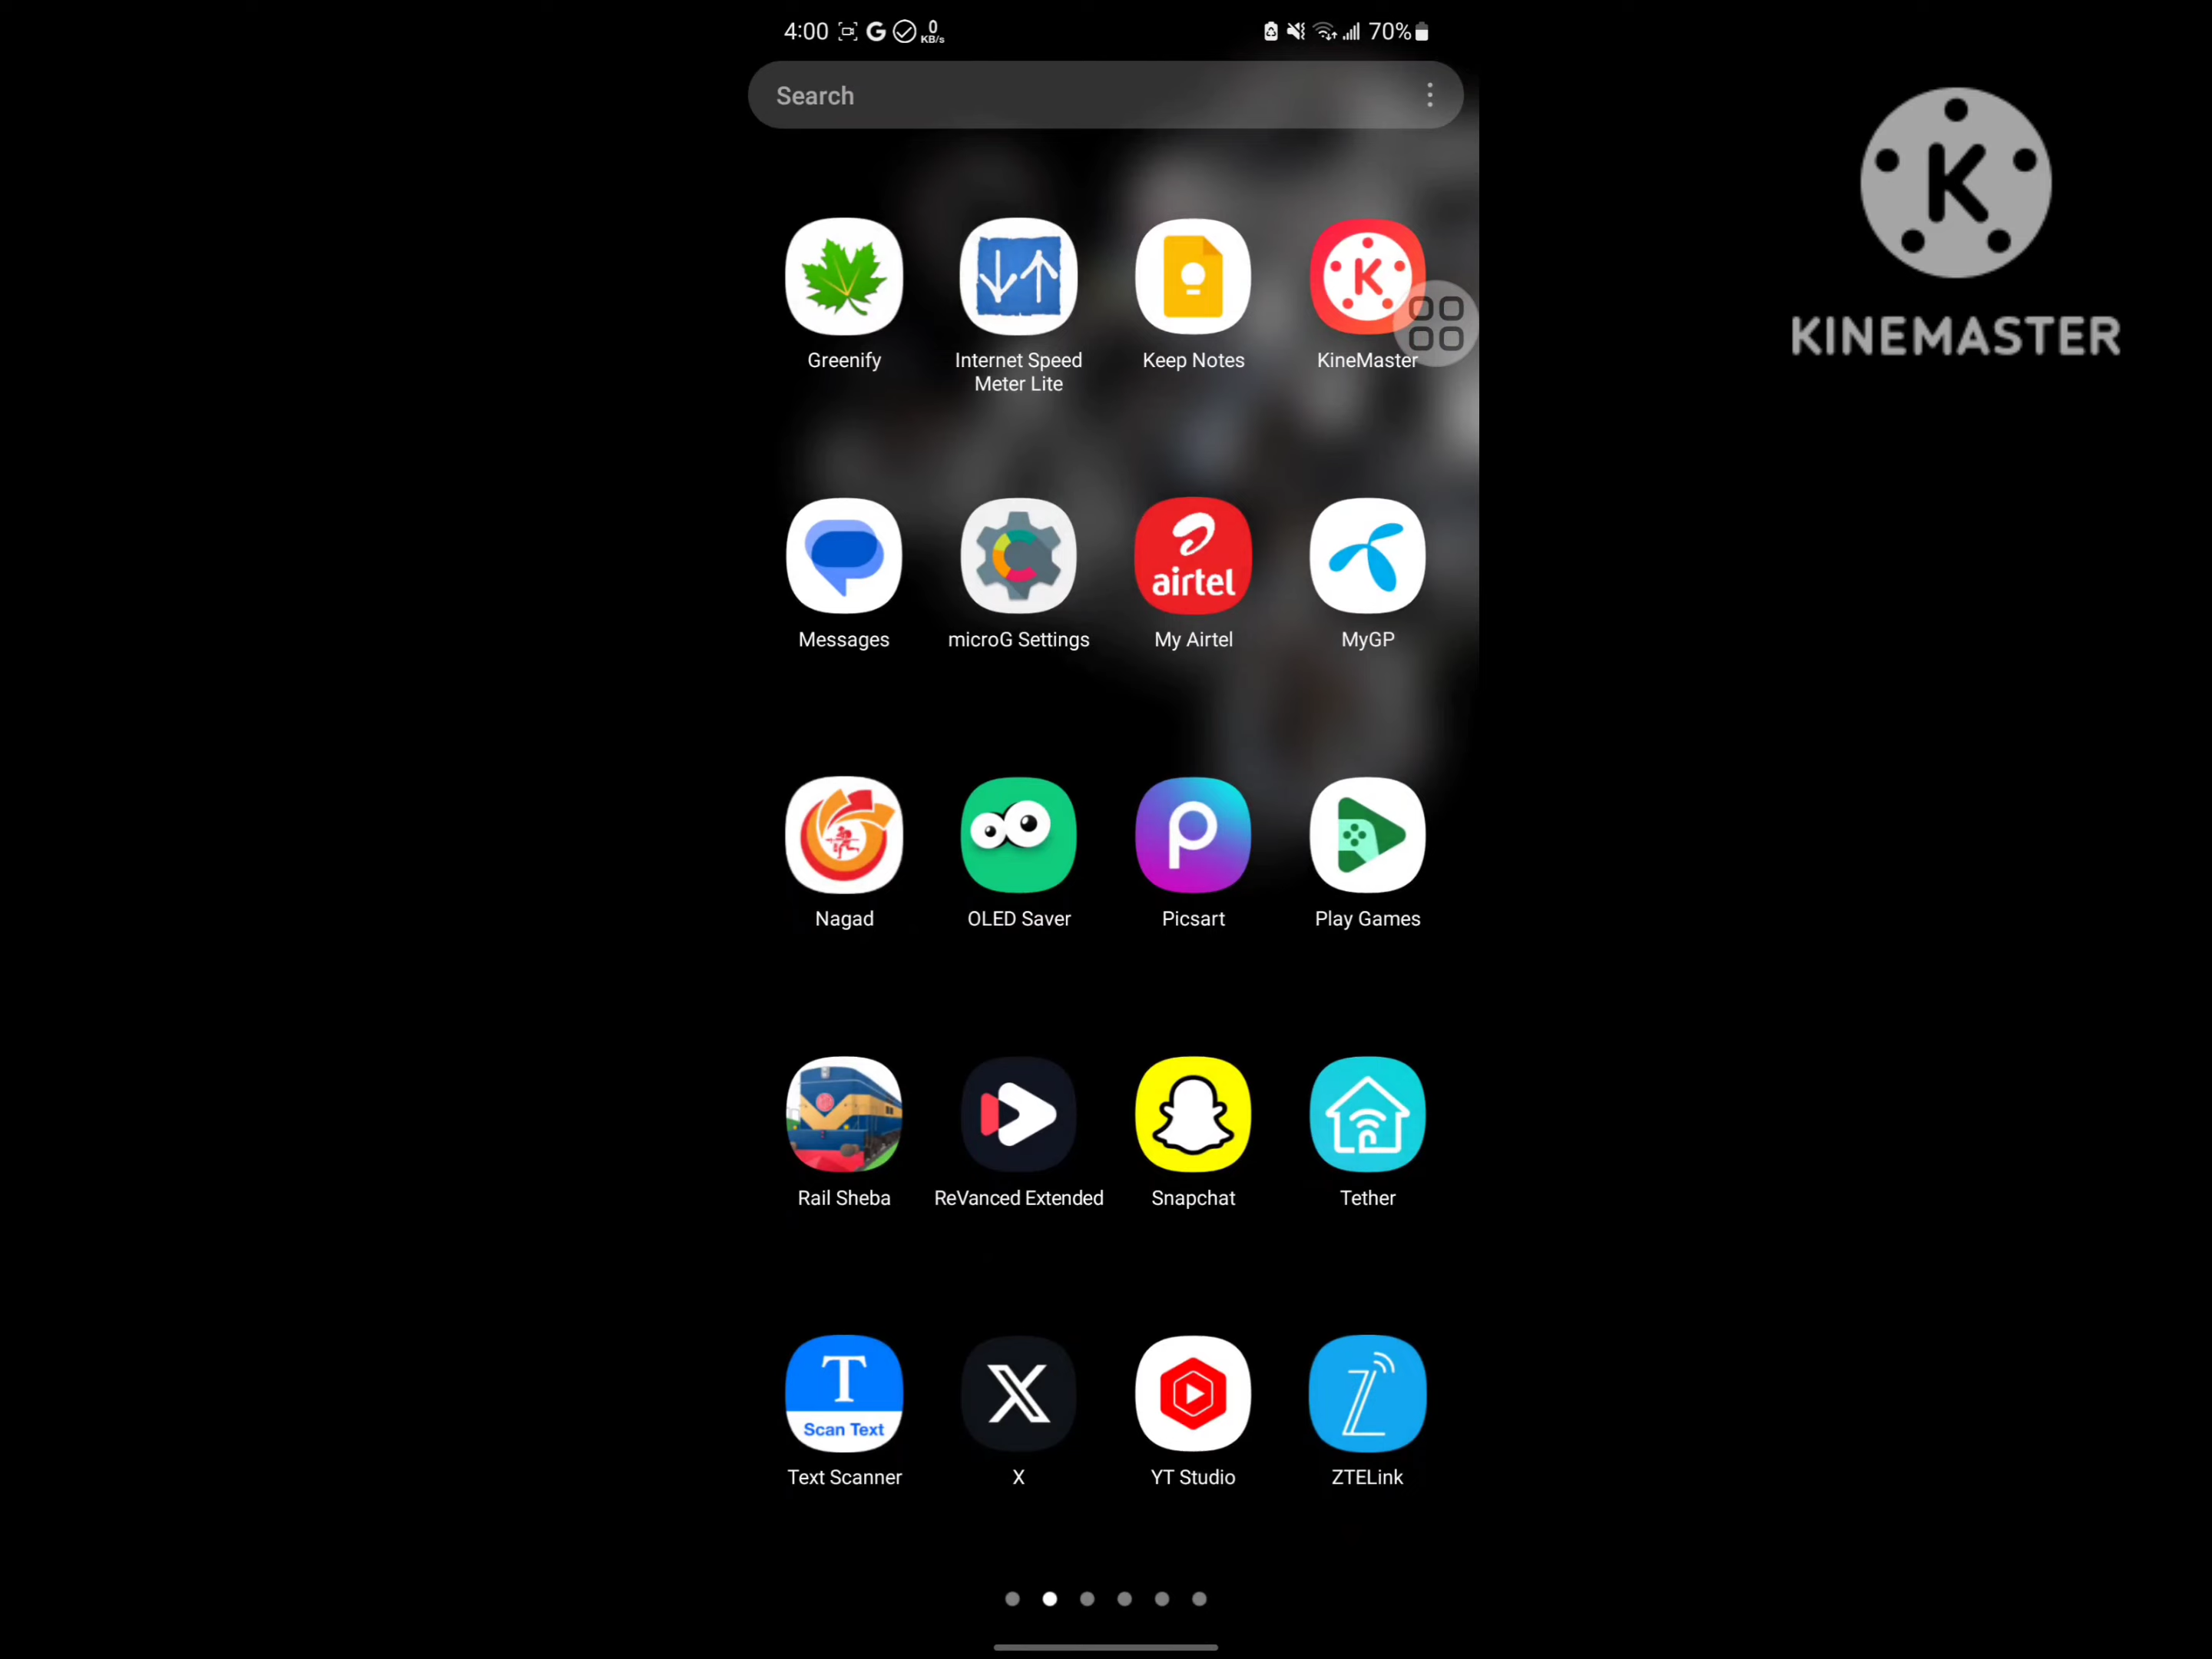 4:00 G 0 KB/s 70%
Search
K
KINEMASTER
Greenify
Internet Speed
Meter Lite
Keep Notes
K
KineMaster
Messages
microG Settings
airtel
My Airtel
MyGP
Nagad
OLED Saver
Picsart
Play Games
Rail Sheba
ReVanced Extended
Snapchat
Tether
T
Scan Text
Text Scanner
X
X
YT Studio
Z
ZTELink